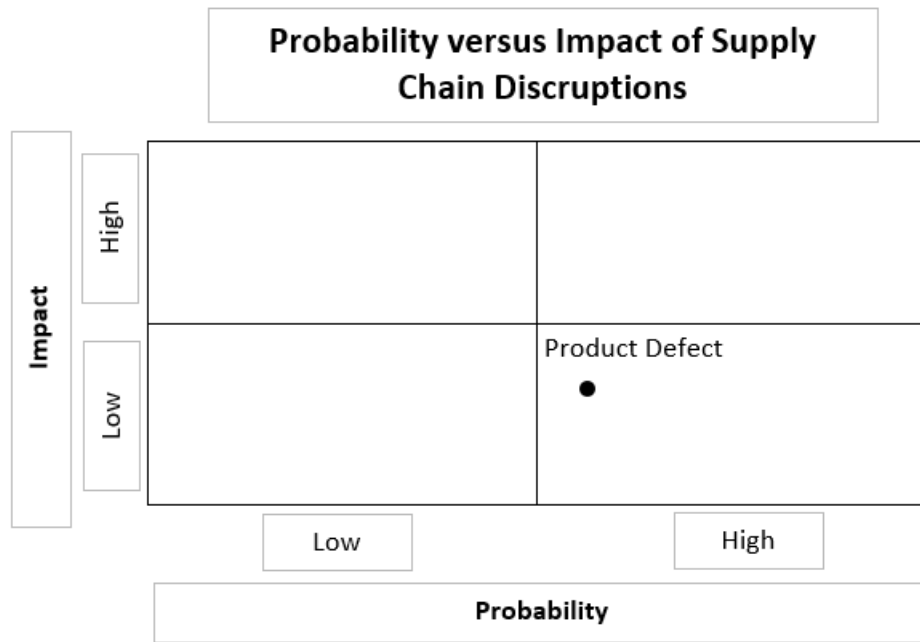 Probability versus Impact of Supply
Chain Discruptions
Impact
High
Low
Product Defect
Low
High
Probability